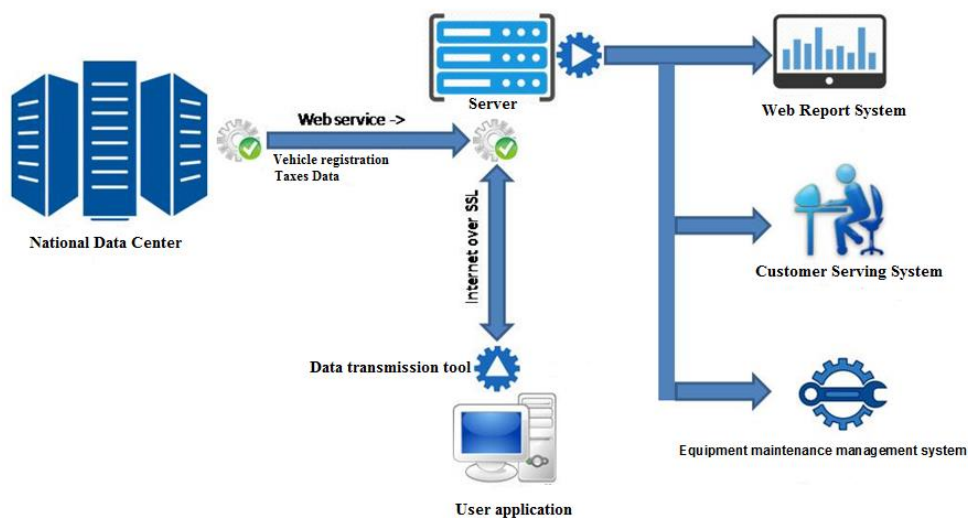 Server
Web Report System
Web service ->
Vehicle registration
Taxes Data
National Data Center
Internet over SSL
Customer Serving System
Data transmission tool
Equipment maintenance management system
User application